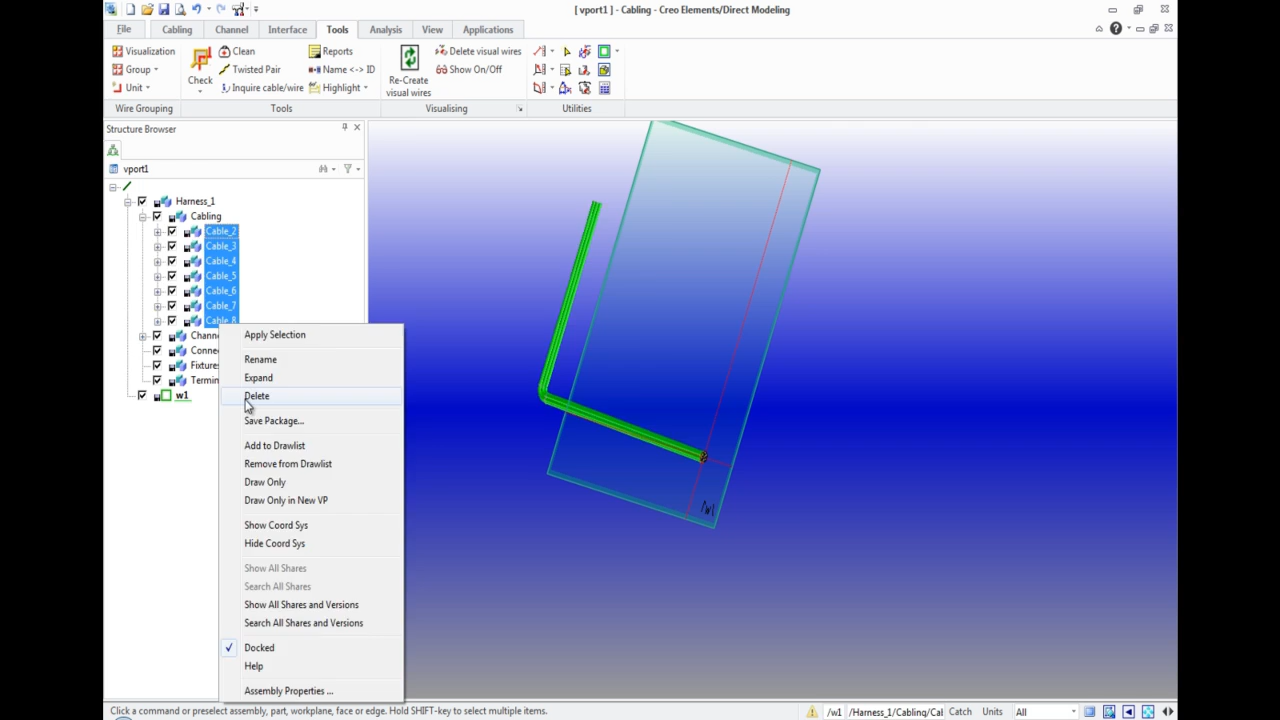 [ vport1 ] - Cabling - Creo Elements/Direct Modeling
File Cabling Channel Interface Tools Analysis View Applications
Visualization
Group
Unit
Wire Grouping
Check
Clean
Twisted Pair
Inquire cable/wire
Reports
Name <-> ID
Highlight
Tools
Re-Create
visual wires
Delete visual wires
Show On/Off
Visualising
Utilities
Structure Browser
vport1
Harness_1
Cabling
Cable_2
Cable_3
Cable_4
Cable_5
Cable_6
Cable_7
Cable_8
Chann
Conne
Fixtures
Termin
w1
Apply Selection
Rename
Expand
Delete
Save Package...
Add to Drawlist
Remove from Drawlist
Draw Only
Draw Only in New VP
Show Coord Sys
Hide Coord Sys
Show All Shares
Search All Shares
Show All Shares and Versions
Search All Shares and Versions
Docked
Help
Assembly Properties ...
/w1
Click a command or preselect assembly, part, workplane, face or edge. Hold SHIFT-key to select multiple items.
/w1 /Harness_1/Cabling/Cal Catch Units All